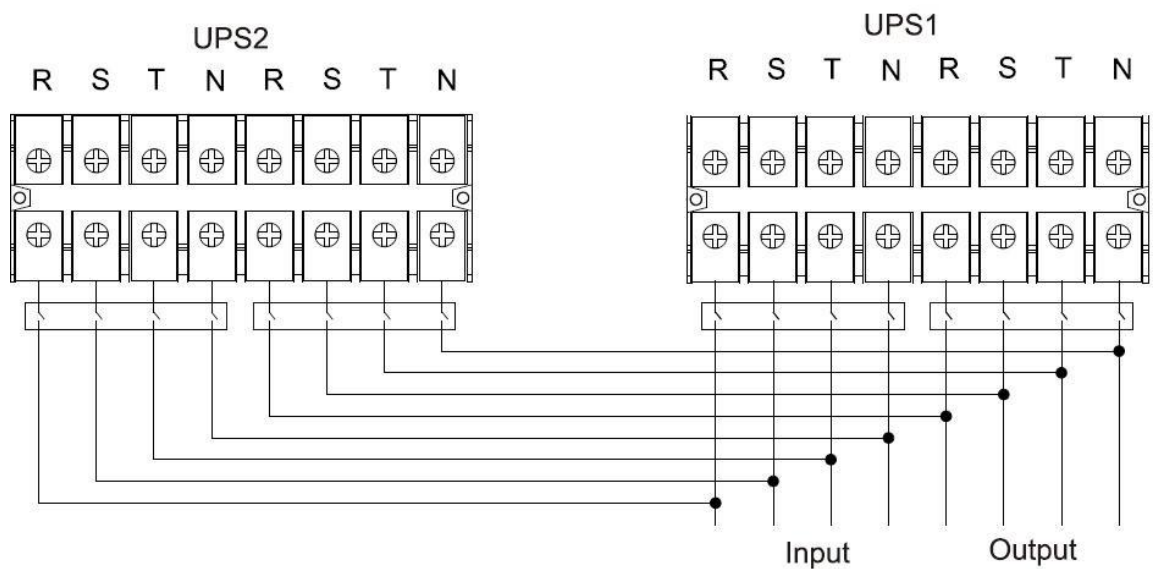 UPS2
R S T N R S T N
UPS1
R S T N R S T N
Input
Output